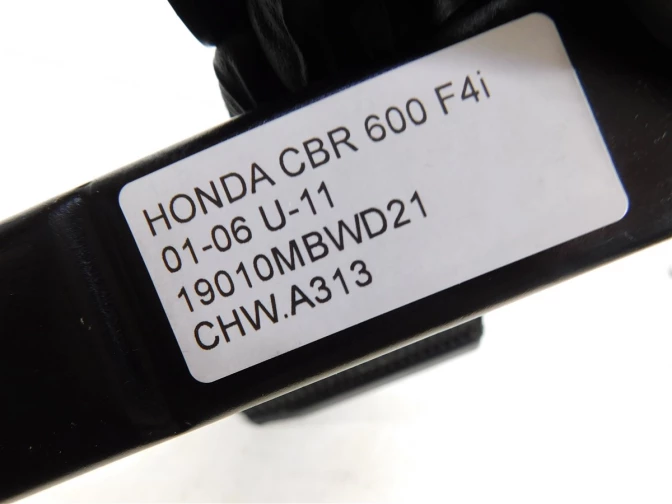 HONDA CBR 600 F4i
01-06 U-11
19010MBWD21
CHW.A313